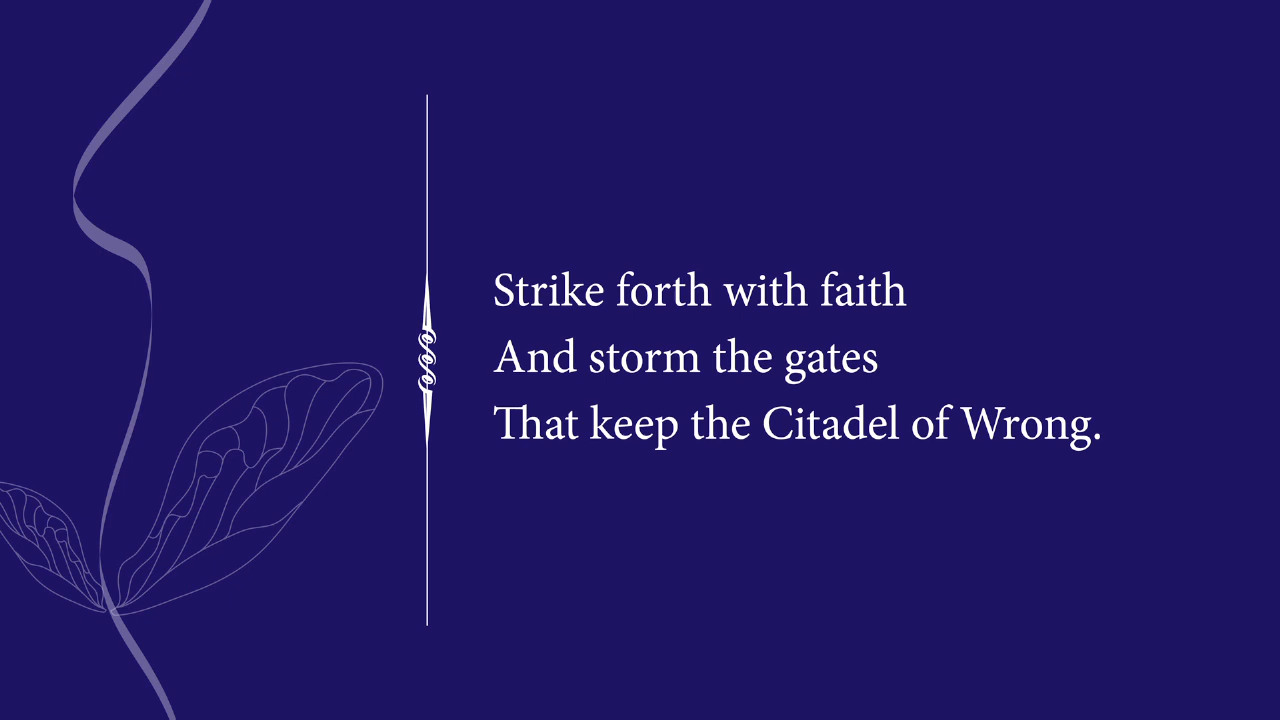 Strike forth with faith
And storm the gates
That keep the Citadel of Wrong.